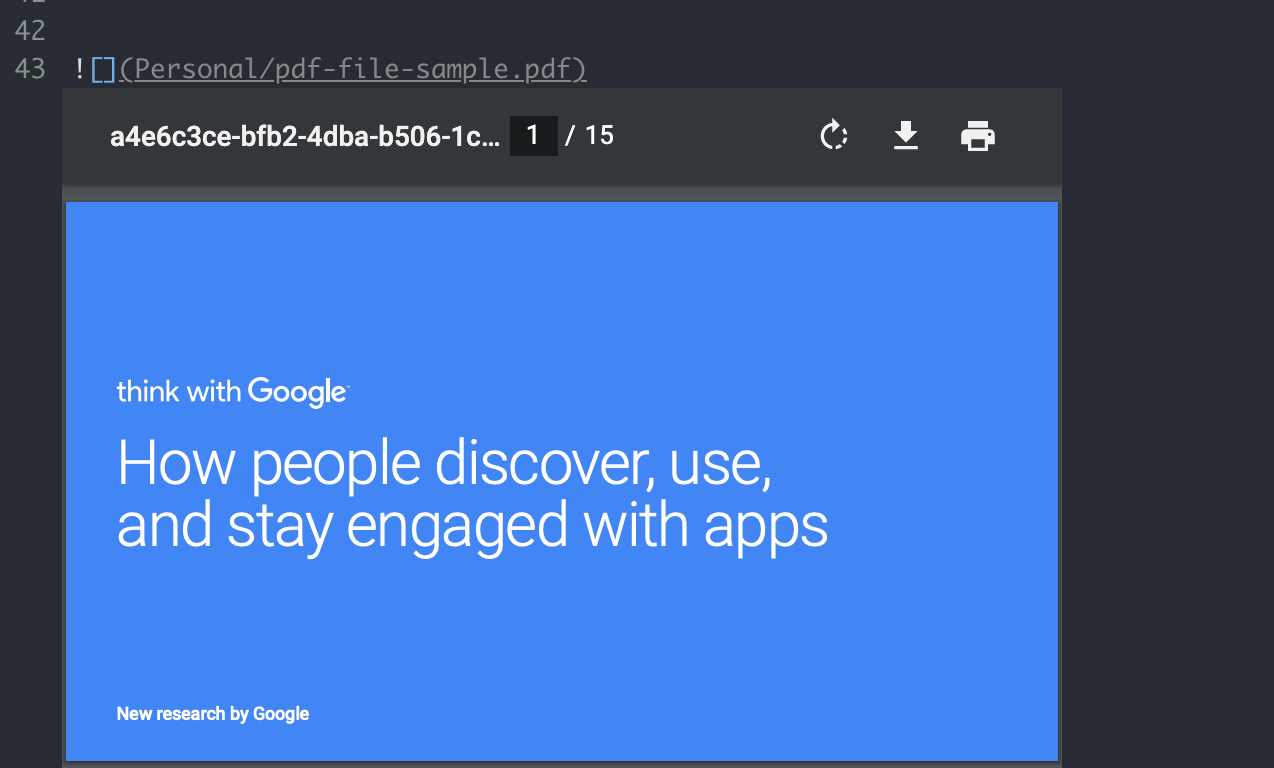 42
43 ![](Personal/pdf-file-sample.pdf)
a4e6c3ce-bfb2-4dba-b506-1c... 1 / 15
think with Google
How people discover, use,
and stay engaged with apps
New research by Google